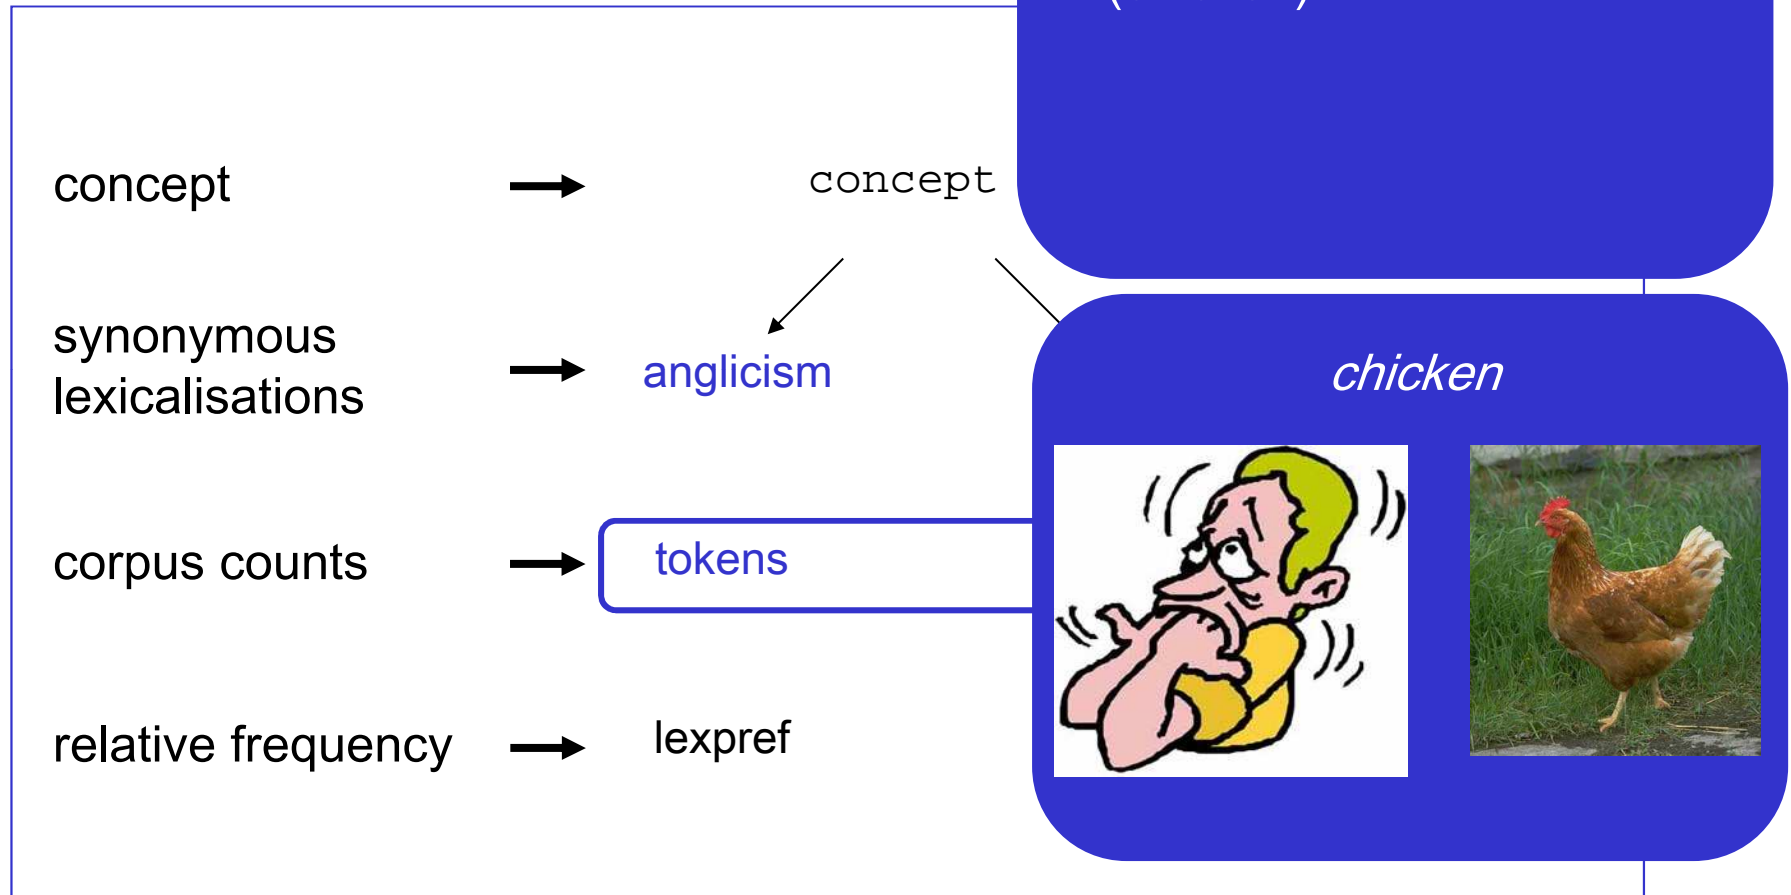 concept
concept
synonymous
lexicalisations
anglicism
chicken
corpus counts
tokens
relative frequency
lexpref